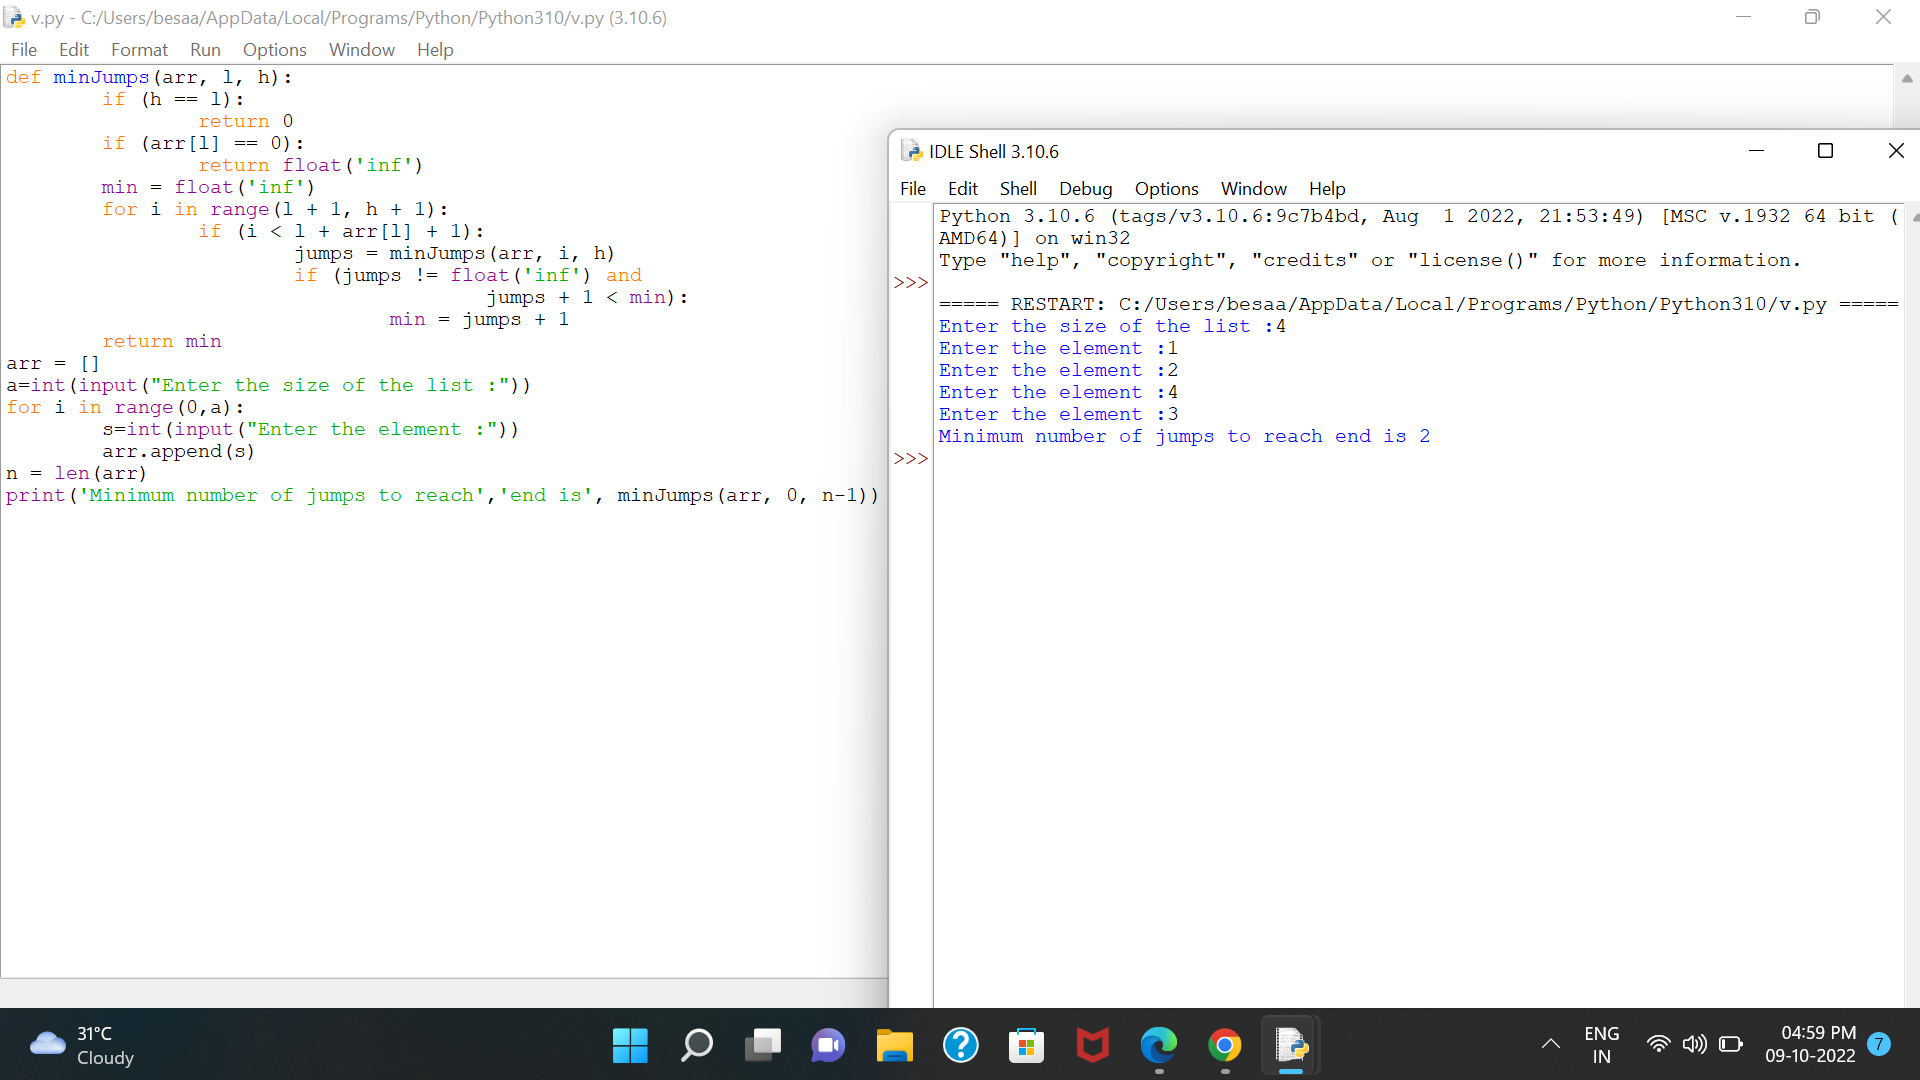 v.py - C:/Users/besaa/AppData/Local/Programs/Python/Python310/v.py (3.10.6)
File Edit Format Run Options Window Help
def minJumps(arr, l, h):
        if (h == l):
                return 0
        if (arr[l] == 0):
                return float('inf')
        min = float('inf')
        for i in range(l + 1, h + 1):
                if (i < l + arr[l] + 1):
                        jumps = minJumps(arr, i, h)
                        if (jumps != float('inf') and
                                        jumps + 1 < min):
                                min = jumps + 1
        return min
arr = []
a=int(input("Enter the size of the list :"))
for i in range(0,a):
        s=int(input("Enter the element :"))
        arr.append(s)
n = len(arr)
print('Minimum number of jumps to reach','end is', minJumps(arr, 0, n-1))
IDLE Shell 3.10.6
File Edit Shell Debug Options Window Help
Python 3.10.6 (tags/v3.10.6:9c7b4bd, Aug  1 2022, 21:53:49) [MSC v.1932 64 bit (
AMD64)] on win32
Type "help", "copyright", "credits" or "license()" for more information.
>>>
===== RESTART: C:/Users/besaa/AppData/Local/Programs/Python/Python310/v.py =====
Enter the size of the list :4
Enter the element :1
Enter the element :2
Enter the element :4
Enter the element :3
Minimum number of jumps to reach end is 2
>>>
31°C
Cloudy
ENG
IN
04:59 PM
09-10-2022
7